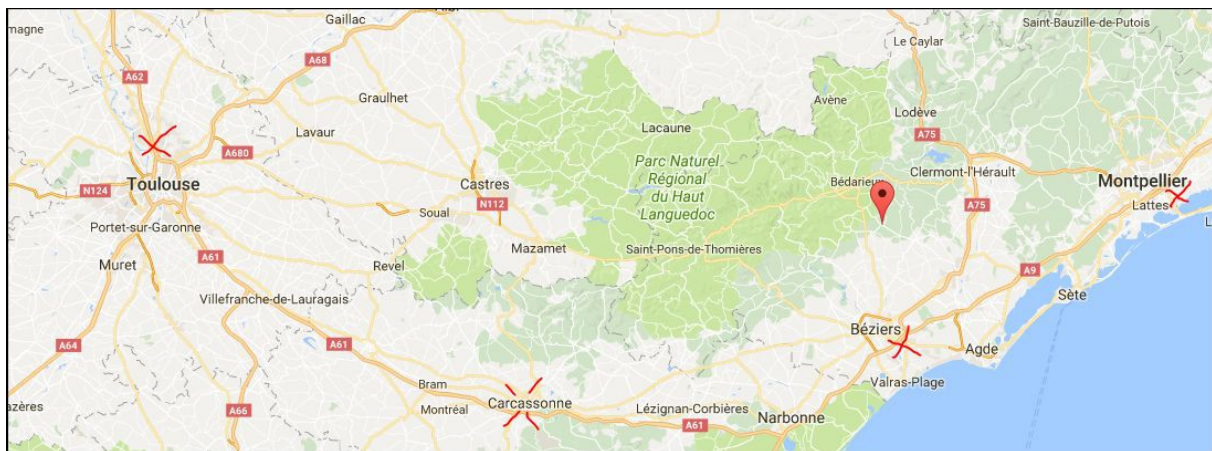 Gaillac
Saint-Bauzille-de-Putois
Le Caylar
A68
A62
Graulhet
Avène
Lodève
Lavaur
Lacaune
A75
A680
Parc Naturel
Régional
du Haut
Languedoc
Clermont-l'Hérault
Montpellier
Toulouse
Castres
Bédarieux
N124
N112
A75
Lattes
Soual
Portet-sur-Garonne
Mazamet
Saint-Pons-de-Thomières
A61
Muret
Revel
A9
Villefranche-de-Lauragais
Sète
Béziers
A64
A61
Agde
Bram
Valras-Plage
Carcassonne
Montréal
Lézignan-Corbières
A66
Narbonne
A61